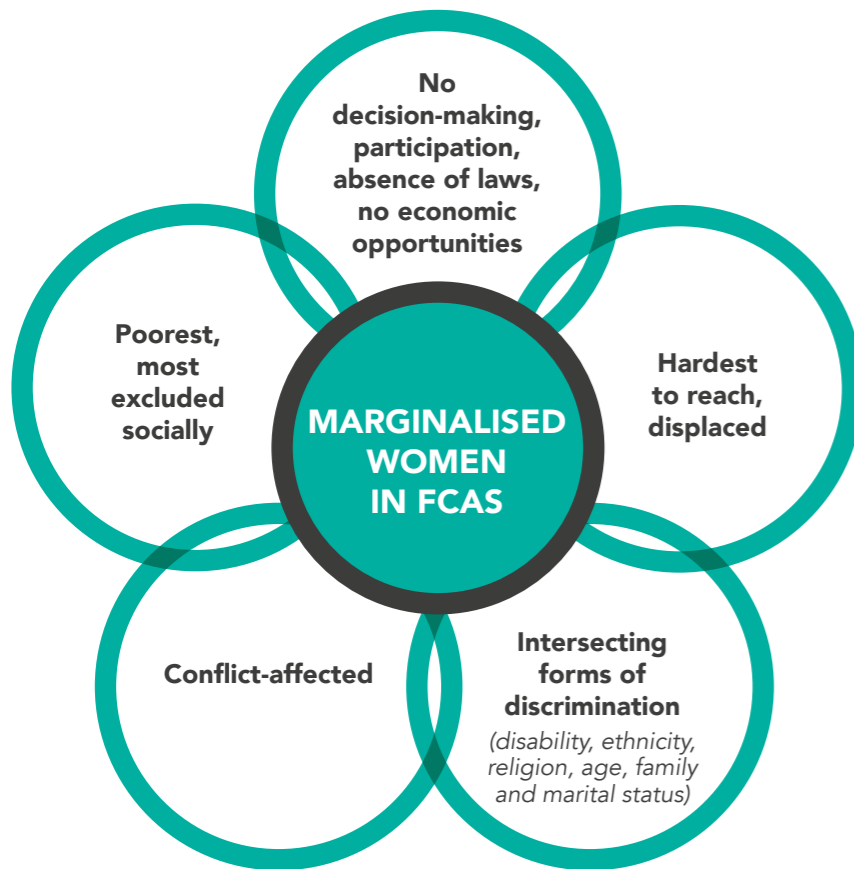 No
decision-making,
participation,
absence of laws,
no economic
opportunities
Poorest,
most
excluded
socially
Hardest
to reach,
displaced
MARGINALISED
WOMEN
IN FCAS
Conflict-affected
Intersecting
forms of
discrimination
(disability, ethnicity,
religion, age, family
and marital status)